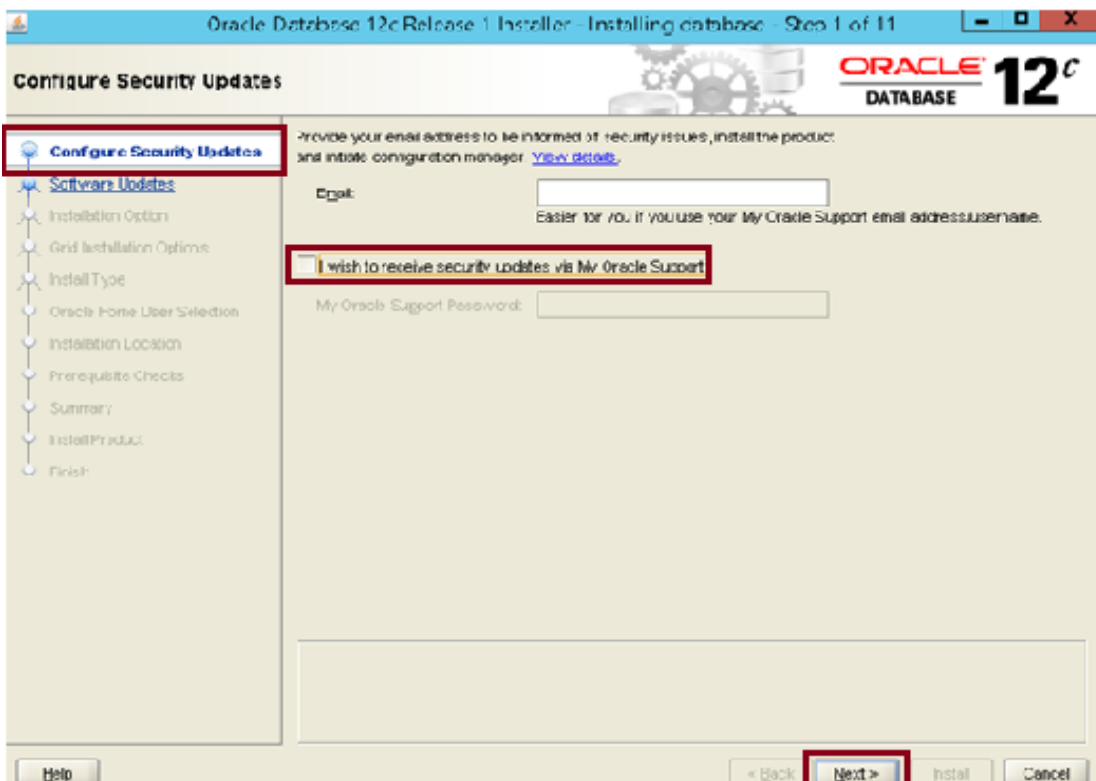 Oracle Database 12c Release 1 Installer - Installing database - Step 1 of 11
Configure Security Updates
ORACLE
DATABASE
12c
Configure Security Updates
Software Updates
Installation Option
Grid Installation Options
Install Type
Oracle Home User Selection
Installation Location
Prerequisite Checks
Summary
Install Product
Finish
Provide your email address to be informed of security issues, install the product
and initiate configuration manager. View details.
Email:
Easier for you if you use your My Oracle Support email address/username.
I wish to receive security updates via My Oracle Support
My Oracle Support Password:
Help
< Back
Next >
Install
Cancel